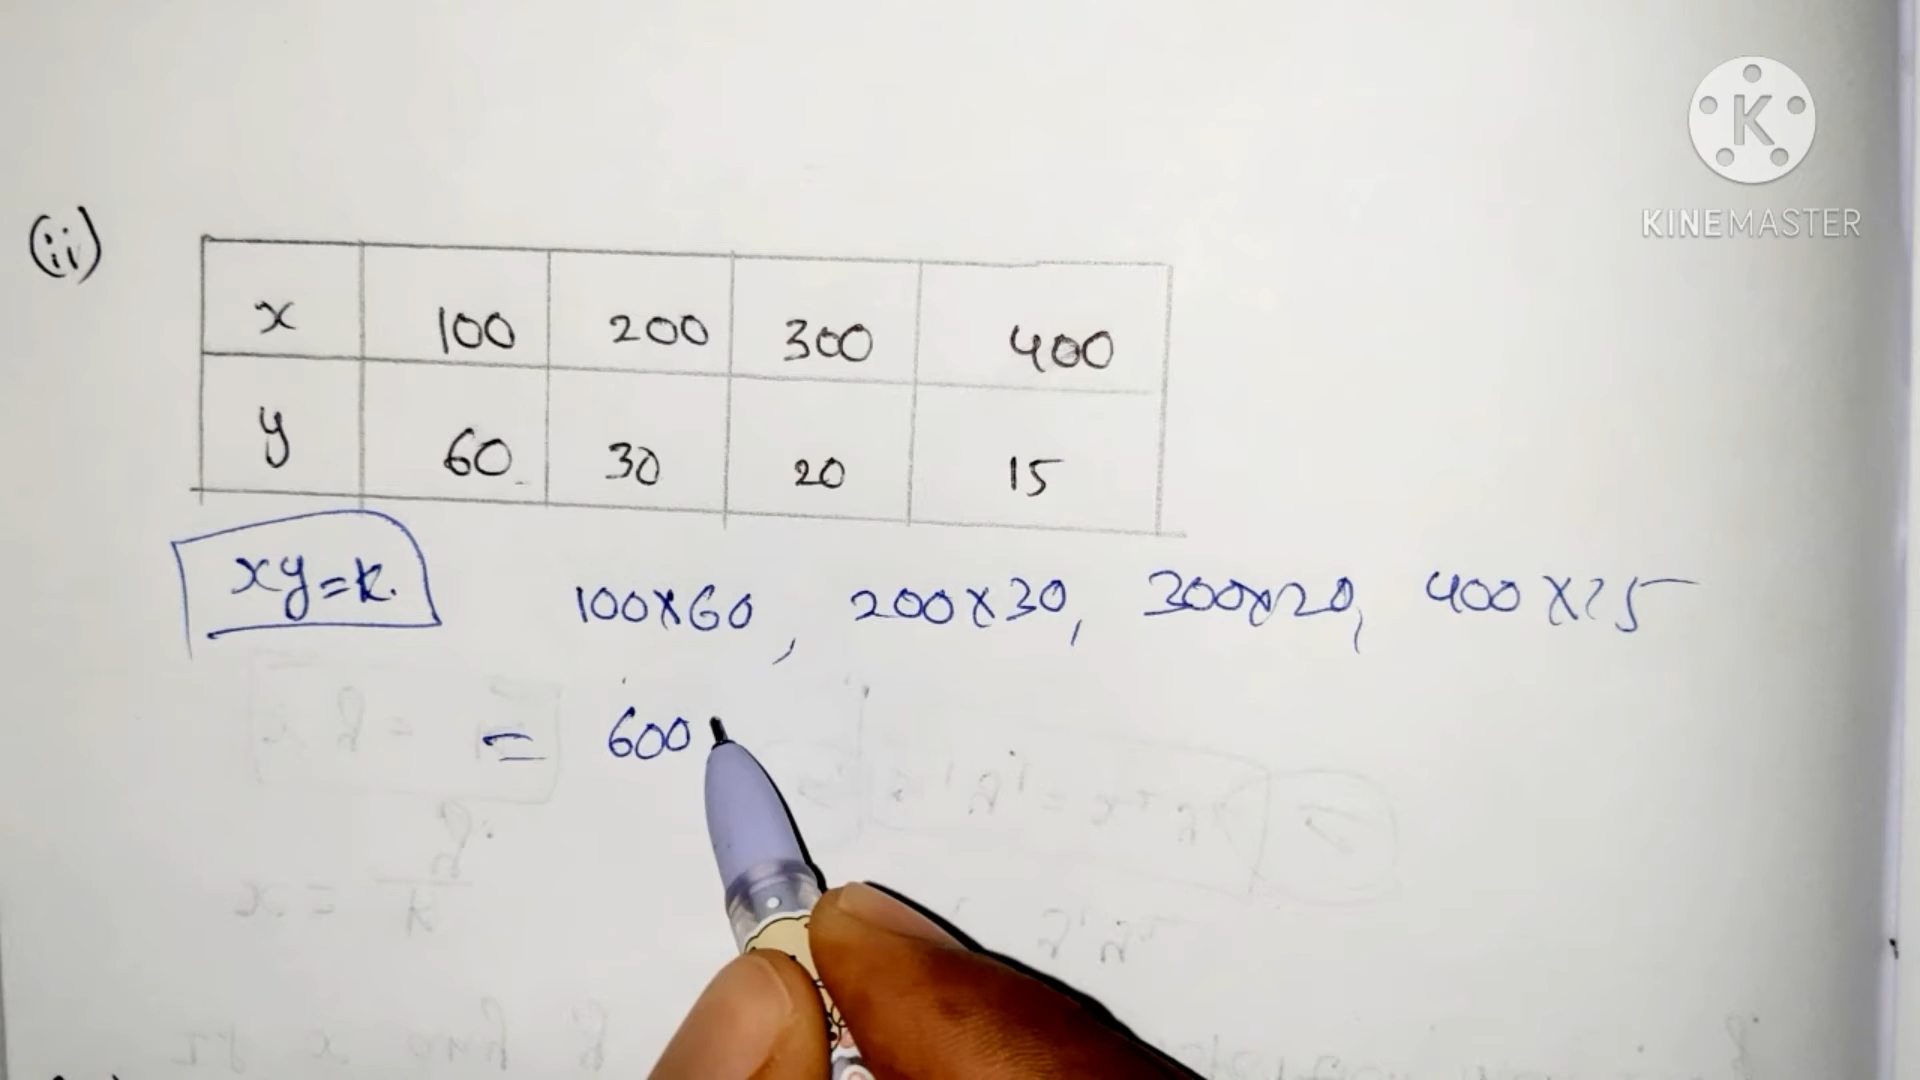 K
KINEMASTER
(ii)
x 100 200 300 400
y 60 30 20 15
xy=k. 100×60, 200×30, 300×20, 400×15
= 600